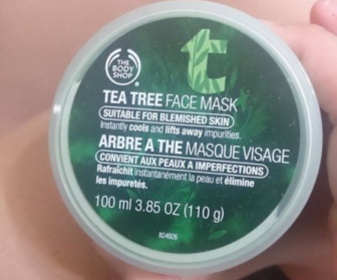 THE
BODY
SHOP
t
TEA TREE FACE MASK
SUITABLE FOR BLEMISHED SKIN
Instantly cools and lifts away impurities.
ARBRE A THE MASQUE VISAGE
CONVIENT AUX PEAUX A IMPERFECTIONS
Rafraîchit instantanément la peau et élimine
les impuretés.
100 ml 3.85 OZ (110 g)